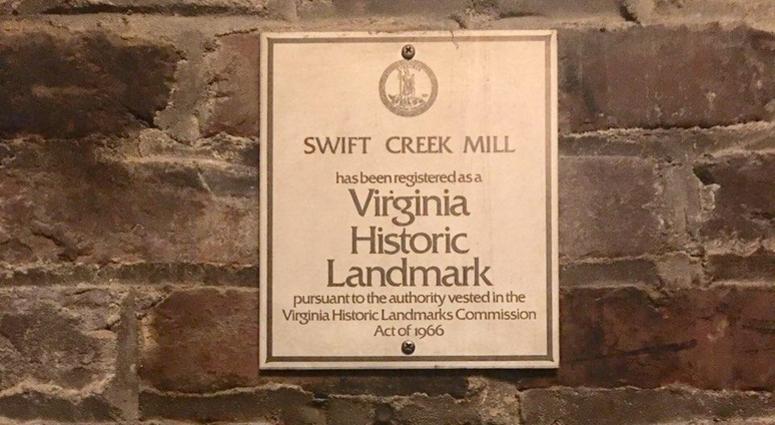 SWIFT CREEK MILL
has been registered as a
Virginia
Historic
Landmark
pursuant to the authority vested in the
Virginia Historic Landmarks Commission
Act of 1966